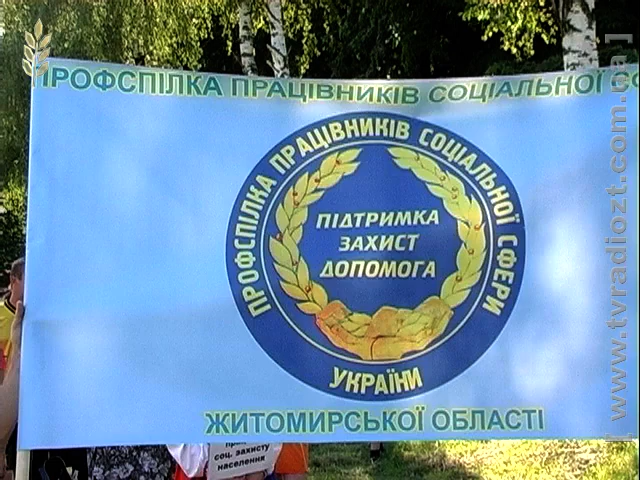 ПРОФСПІЛКА ПРАЦІВНИКІВ СОЦІАЛЬНОЇ
ПРОФСПІЛКА ПРАЦІВНИКІВ СОЦІАЛЬНОЇ СФЕРИ
ПІДТРИМКА
ЗАХИСТ
ДОПОМОГА
УКРАЇНИ
ЖИТОМИРСЬКОЇ ОБЛАСТІ
соц. захисту
населення
[ www.tvradiozt.com.ua ]